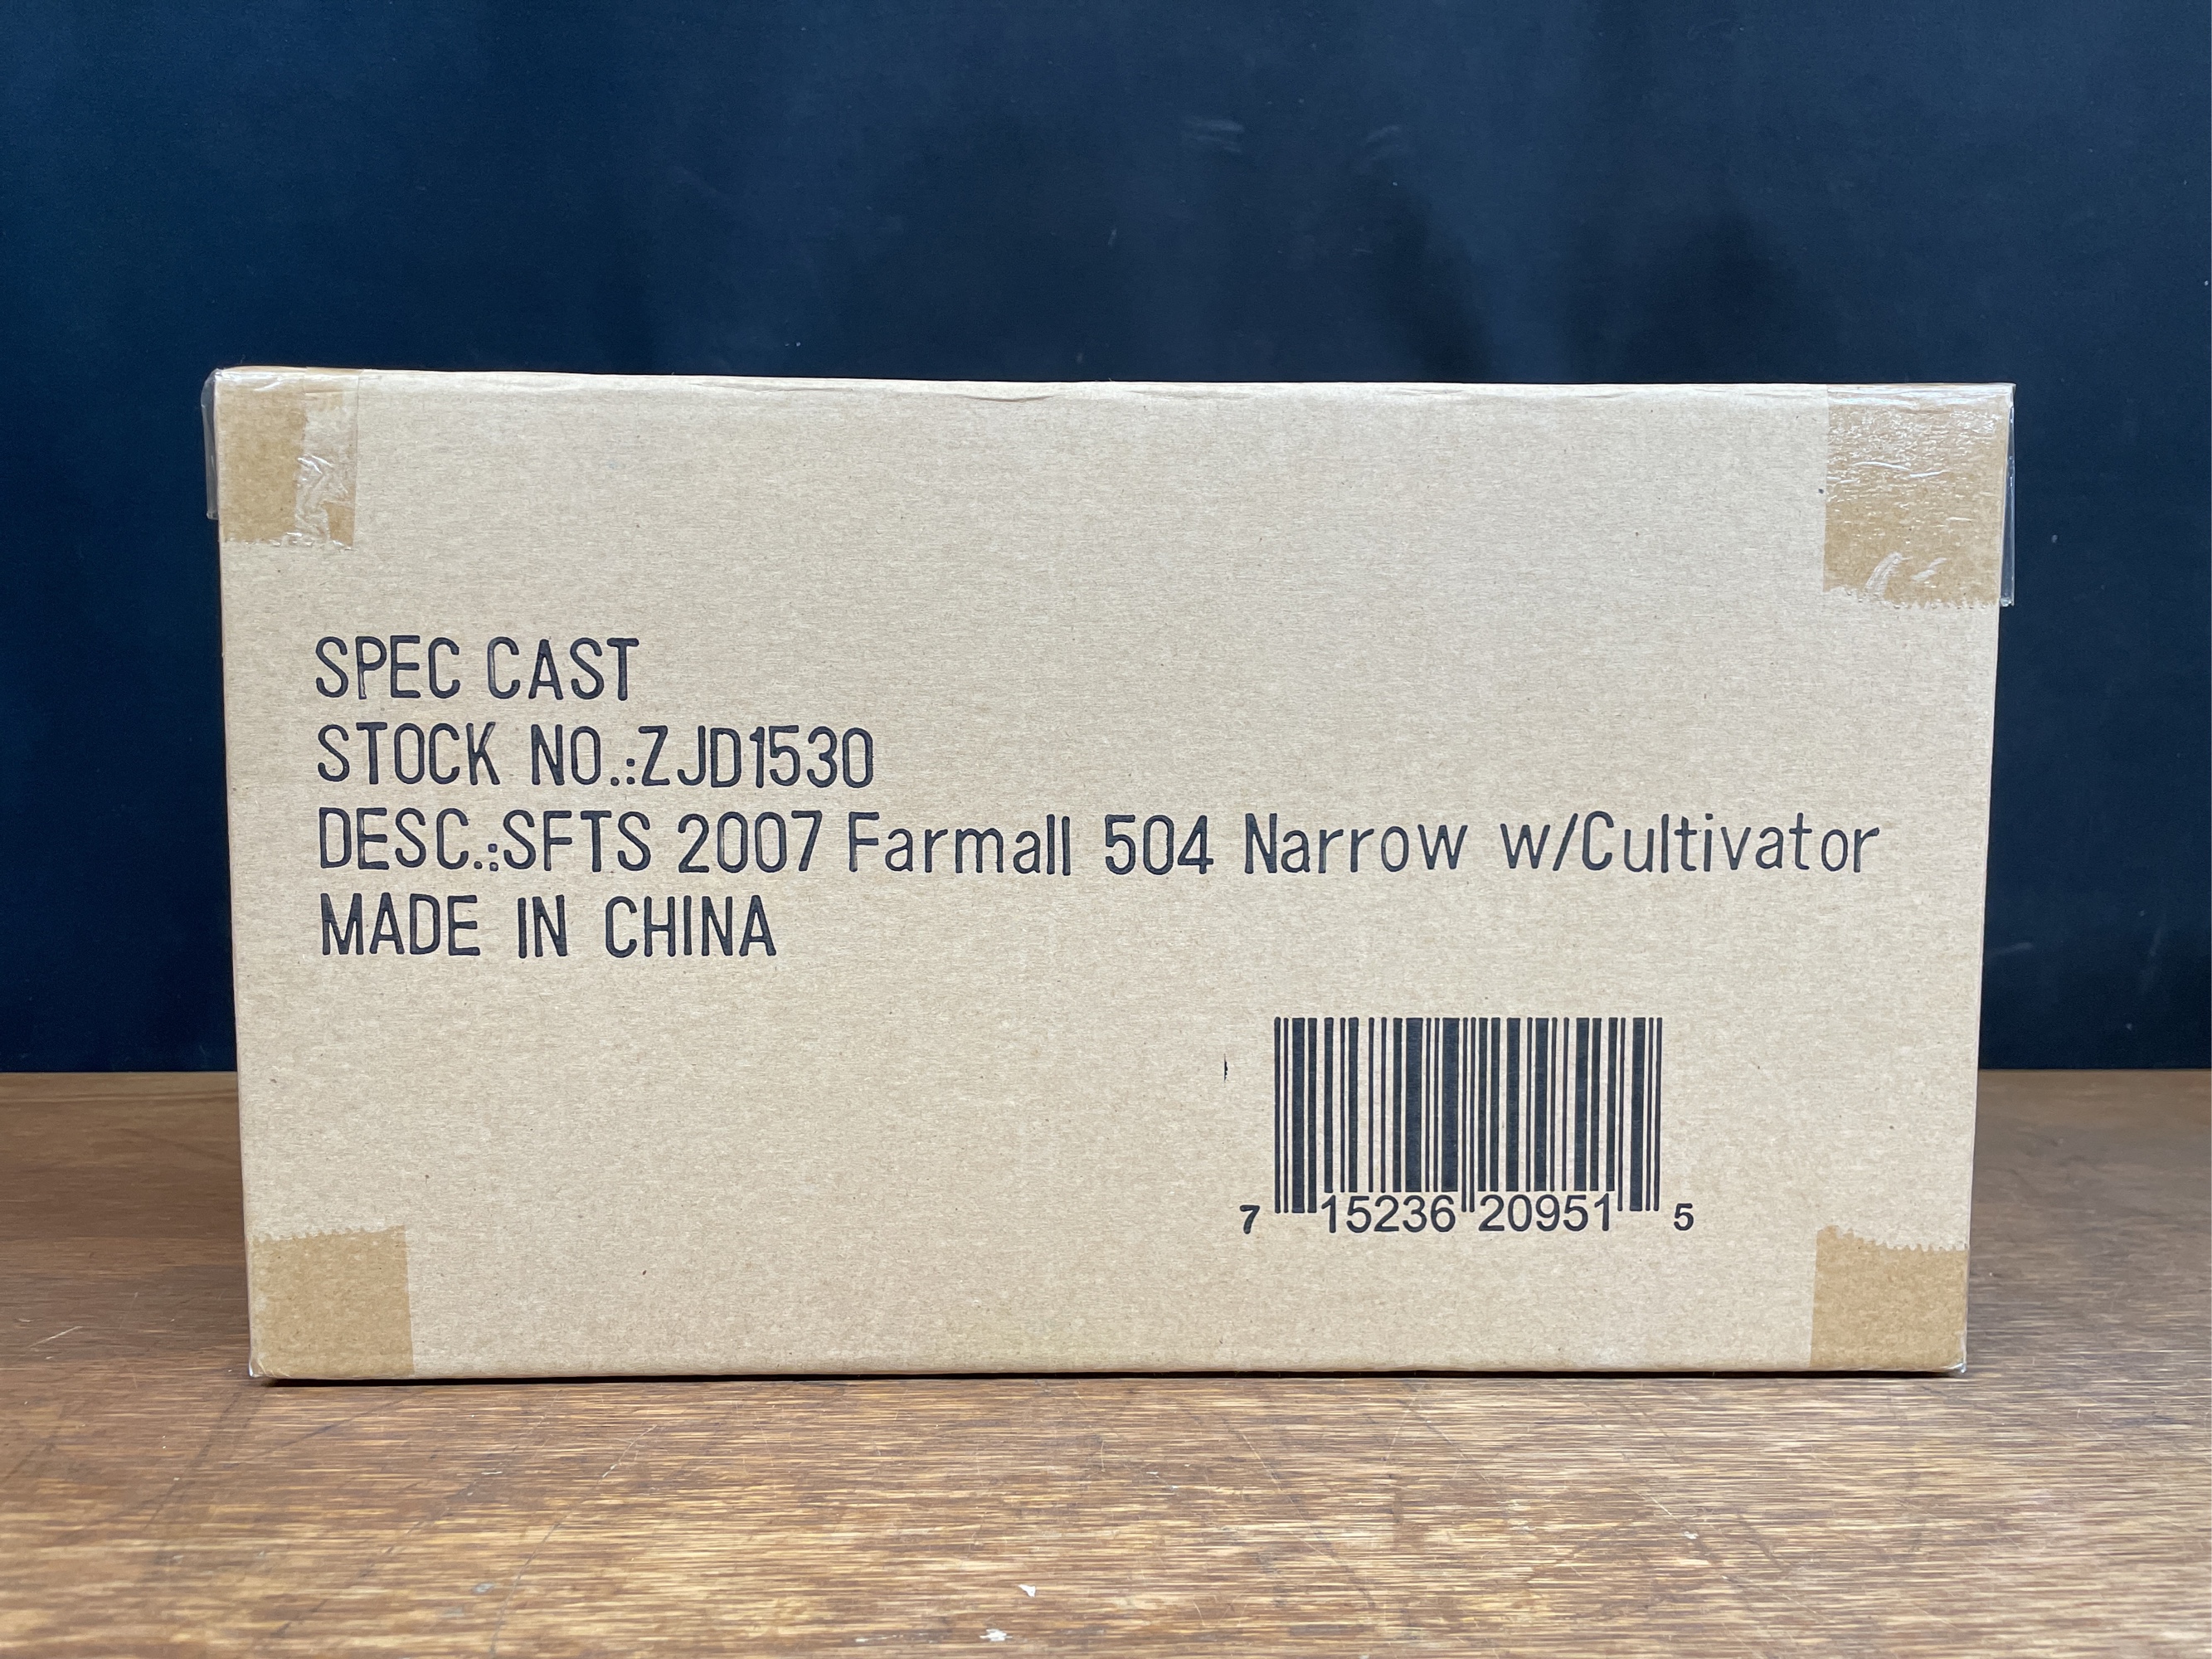 SPEC CAST
STOCK NO.:ZJD1530
DESC.:SFTS 2007 Farmall 504 Narrow w/Cultivator
MADE IN CHINA
7 15236 20951 5